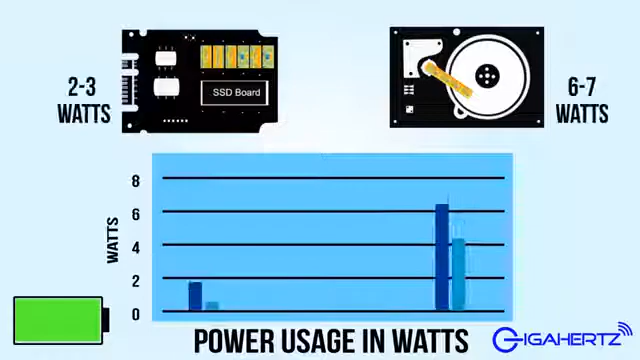 2-3
WATTS
SSD Board
6-7
WATTS
8
6
4
2
0
WATTS
POWER USAGE IN WATTS
GIGAHERTZ